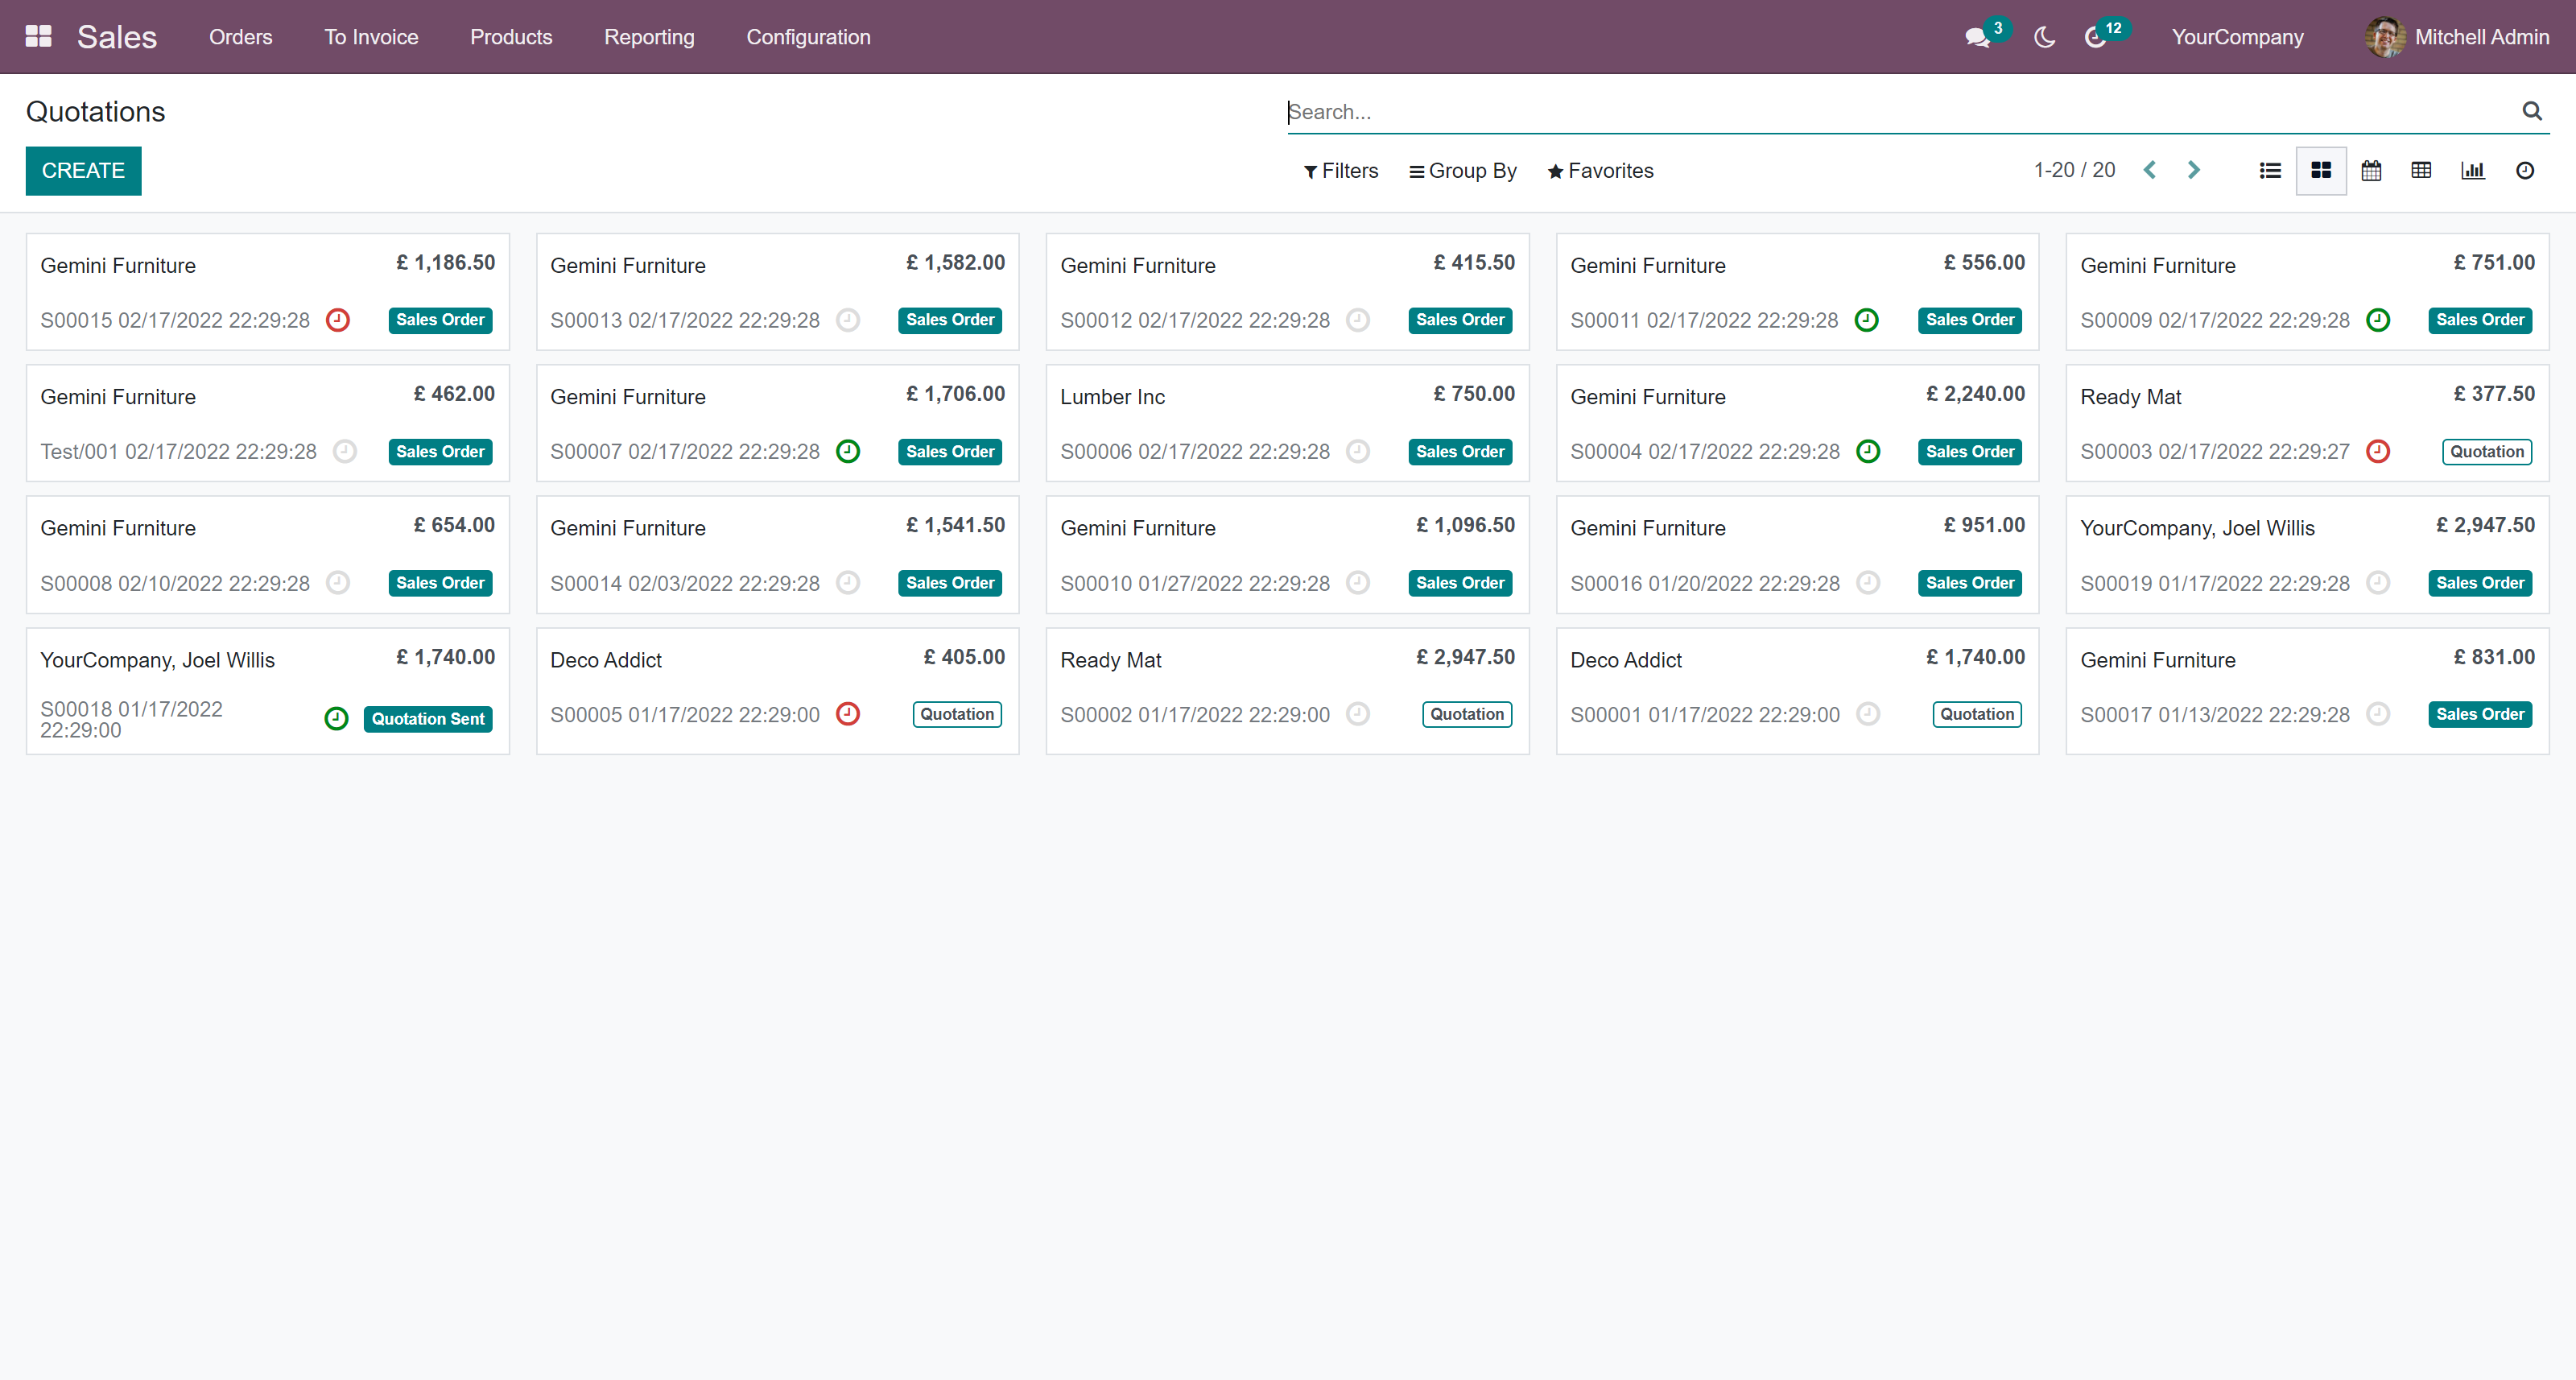 Sales Orders To Invoice Products Reporting Configuration 3 12 YourCompany Mitchell Admin
Quotations Search...
CREATE Filters Group By Favorites 1-20 / 20
Gemini Furniture £ 1,186.50
S00015 02/17/2022 22:29:28 Sales Order
Gemini Furniture £ 1,582.00
S00013 02/17/2022 22:29:28 Sales Order
Gemini Furniture £ 415.50
S00012 02/17/2022 22:29:28 Sales Order
Gemini Furniture £ 556.00
S00011 02/17/2022 22:29:28 Sales Order
Gemini Furniture £ 751.00
S00009 02/17/2022 22:29:28 Sales Order
Gemini Furniture £ 462.00
Test/001 02/17/2022 22:29:28 Sales Order
Gemini Furniture £ 1,706.00
S00007 02/17/2022 22:29:28 Sales Order
Lumber Inc £ 750.00
S00006 02/17/2022 22:29:28 Sales Order
Gemini Furniture £ 2,240.00
S00004 02/17/2022 22:29:28 Sales Order
Ready Mat £ 377.50
S00003 02/17/2022 22:29:27 Quotation
Gemini Furniture £ 654.00
S00008 02/10/2022 22:29:28 Sales Order
Gemini Furniture £ 1,541.50
S00014 02/03/2022 22:29:28 Sales Order
Gemini Furniture £ 1,096.50
S00010 01/27/2022 22:29:28 Sales Order
Gemini Furniture £ 951.00
S00016 01/20/2022 22:29:28 Sales Order
YourCompany, Joel Willis £ 2,947.50
S00019 01/17/2022 22:29:28 Sales Order
YourCompany, Joel Willis £ 1,740.00
S00018 01/17/2022
22:29:00 Quotation Sent
Deco Addict £ 405.00
S00005 01/17/2022 22:29:00 Quotation
Ready Mat £ 2,947.50
S00002 01/17/2022 22:29:00 Quotation
Deco Addict £ 1,740.00
S00001 01/17/2022 22:29:00 Quotation
Gemini Furniture £ 831.00
S00017 01/13/2022 22:29:28 Sales Order